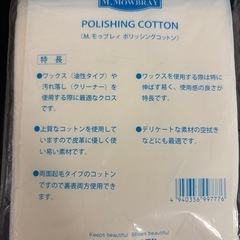 M. MOWBRAY
POLISHING COTTON
(M. モゥブレィ ポリッシングコットン)
特 長
●ワックス(油性タイプ)や
汚れ落し(クリーナー)
を使用する際に最適なクロス
です。
●上質なコットンを使用して
いますので皮革に優しく使
い易い素材です。
●両面起毛タイプのコットン
ですので裏表両方使用でき
ます。
●ワックスを使用する際は特に
伸ばす易く、使用感の良さが
特長です。
●デリケートな素材の空拭き
などにも最適です。
Keeps beautiful Shoes beautiful
4 940356 997776